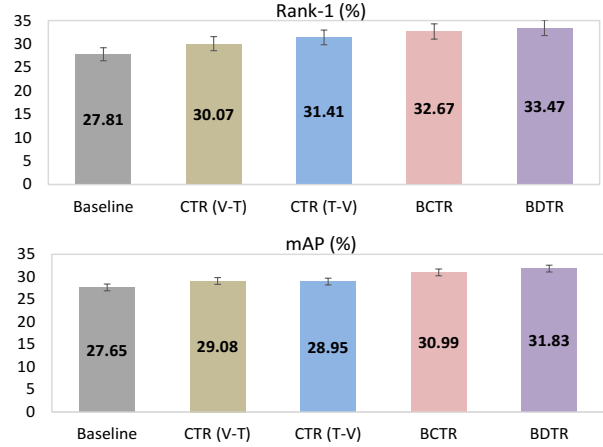 Rank-1 (%)
35
30
25
20
15
10
5
0
27.81
30.07
31.41
32.67
33.47
Baseline
CTR (V-T)
CTR (T-V)
BCTR
BDTR
mAP (%)
35
30
25
20
15
10
5
0
27.65
29.08
28.95
30.99
31.83
Baseline
CTR (V-T)
CTR (T-V)
BCTR
BDTR